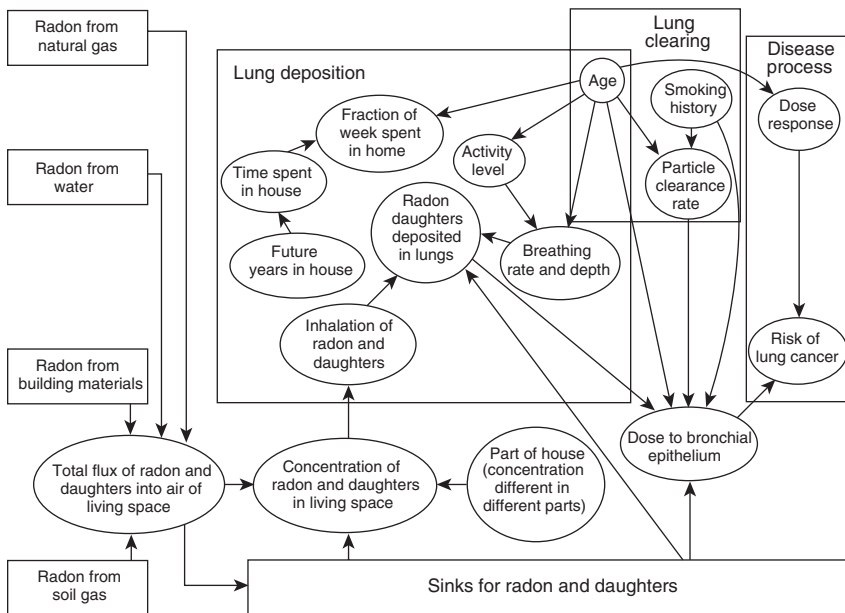 Radon from
natural gas
Lung
clearing
Disease
process
Lung deposition
Age
Smoking
history
Dose
response
Fraction of
week spent
in home
Activity
level
Particle
clearance
rate
Radon from
water
Time spent
in house
Radon
daughters
deposited
in lungs
Future
years in house
Breathing
rate and depth
Inhalation of
radon and
daughters
Risk of
lung cancer
Radon from
building materials
Total flux of radon and
daughters into air of
living space
Concentration of
radon and daughters
in living space
Part of house
(concentration
different in
different parts)
Dose to bronchial
epithelium
Radon from
soil gas
Sinks for radon and daughters